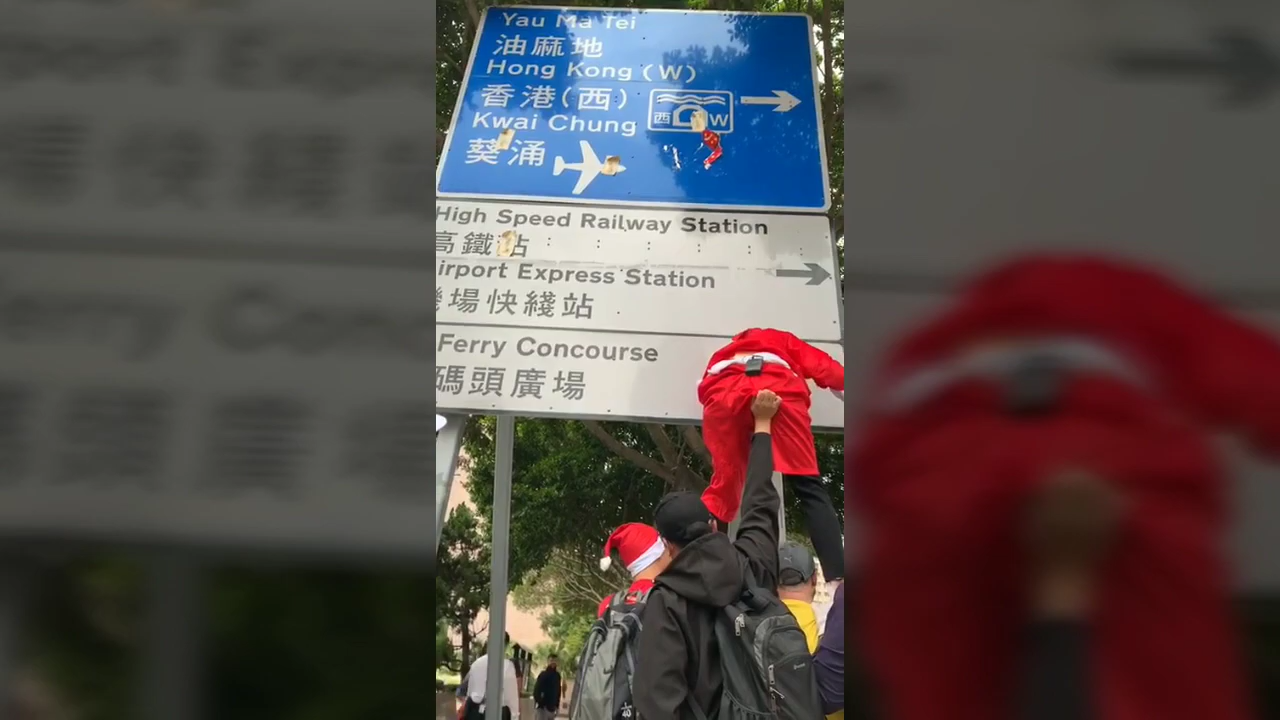 Yau Ma Tei
油麻地
Hong Kong (W)
香港(西)
西 W
Kwai Chung
葵涌
High Speed Railway Station
高鐵站
irport Express Station
場快綫站
Ferry Concourse
碼頭廣場